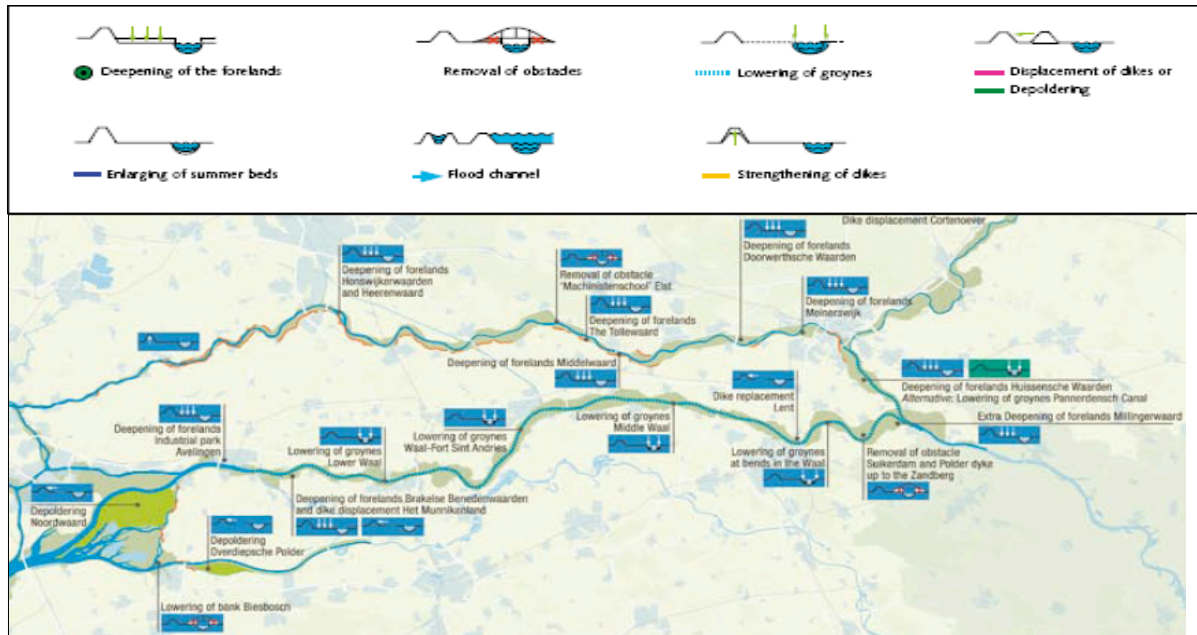 Deepening of the forelands
Removal of obstacles
Lowering of groynes
Displacement of dikes or
Depoldering
Enlarging of summer beds
Flood channel
Strengthening of dikes
Dike displacement Cortenoever
Deepening of forelands
Doorwerthsche Waarden
Deepening of forelands
Honswijkerwaarden
and Heerenwaard
Removal of obstacle
"Machinistenschool" Elst
Deepening of forelands
The Tollewaard
Deepening of forelands
Meinerswijk
Deepening of forelands Middelwaard
Deepening of forelands Huissensche Waarden
Alternative: Lowering of groynes Pannerdensch Canal
Dike replacement
Lent
Extra Deepening of forelands Millingerwaard
Deepening of forelands
Industrial park
Avelingen
Lowering of groynes
Lower Waal
Lowering of groynes
Waal-Fort Sint Andries
Lowering of groynes
Middle Waal
Lowering of groynes
at bends in the Waal
Removal of obstacle
Suikerdam and Polder dyke
up to the Zandberg
Depoldering
Noordwaard
Deepening of forelands Brakelse Benedenwaarden
and dike displacement Het Munnikenland
Depoldering
Overdiepsche Polder
Lowering of bank Biesbosch